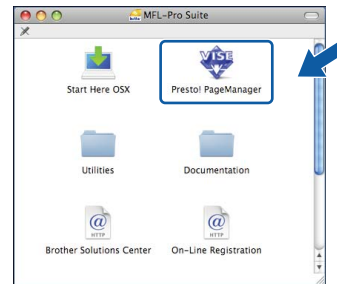 MFL-Pro Suite
VISE
Start Here OSX
Presto! PageManager
Utilities
Documentation
@
HTTP
@
HTTP
Brother Solutions Center
On-Line Registration